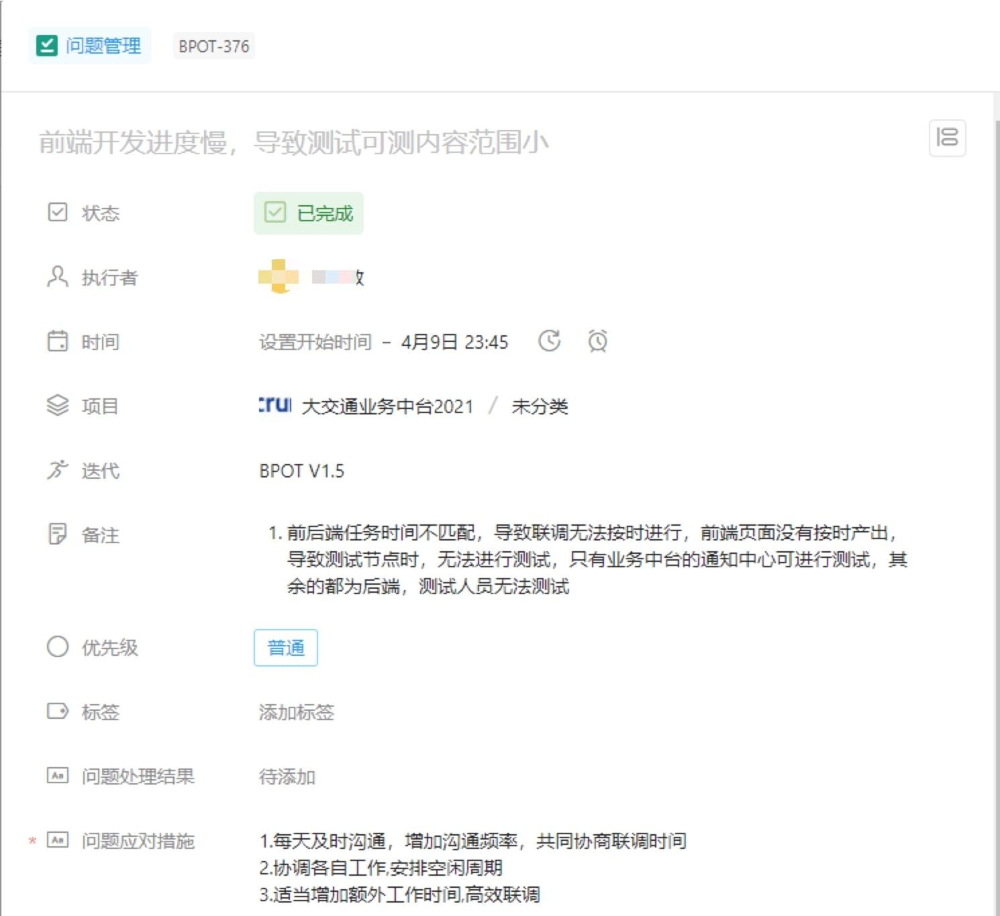 问题管理 BPOT-376
前端开发进度慢，导致测试可测内容范围小
状态 已完成
执行者
时间 设置开始时间 – 4月9日 23:45
项目 大交通业务中台2021 / 未分类
迭代 BPOT V1.5
备注 1. 前后端任务时间不匹配，导致联调无法按时进行，前端页面没有按时产出，
导致测试节点时，无法进行测试，只有业务中台的通知中心可进行测试，其
余的都为后端，测试人员无法测试
优先级 普通
标签 添加标签
Aa 问题处理结果 待添加
* Aa 问题应对措施 1.每天及时沟通，增加沟通频率，共同协商联调时间
2.协调各自工作,安排空闲周期
3.适当增加额外工作时间,高效联调